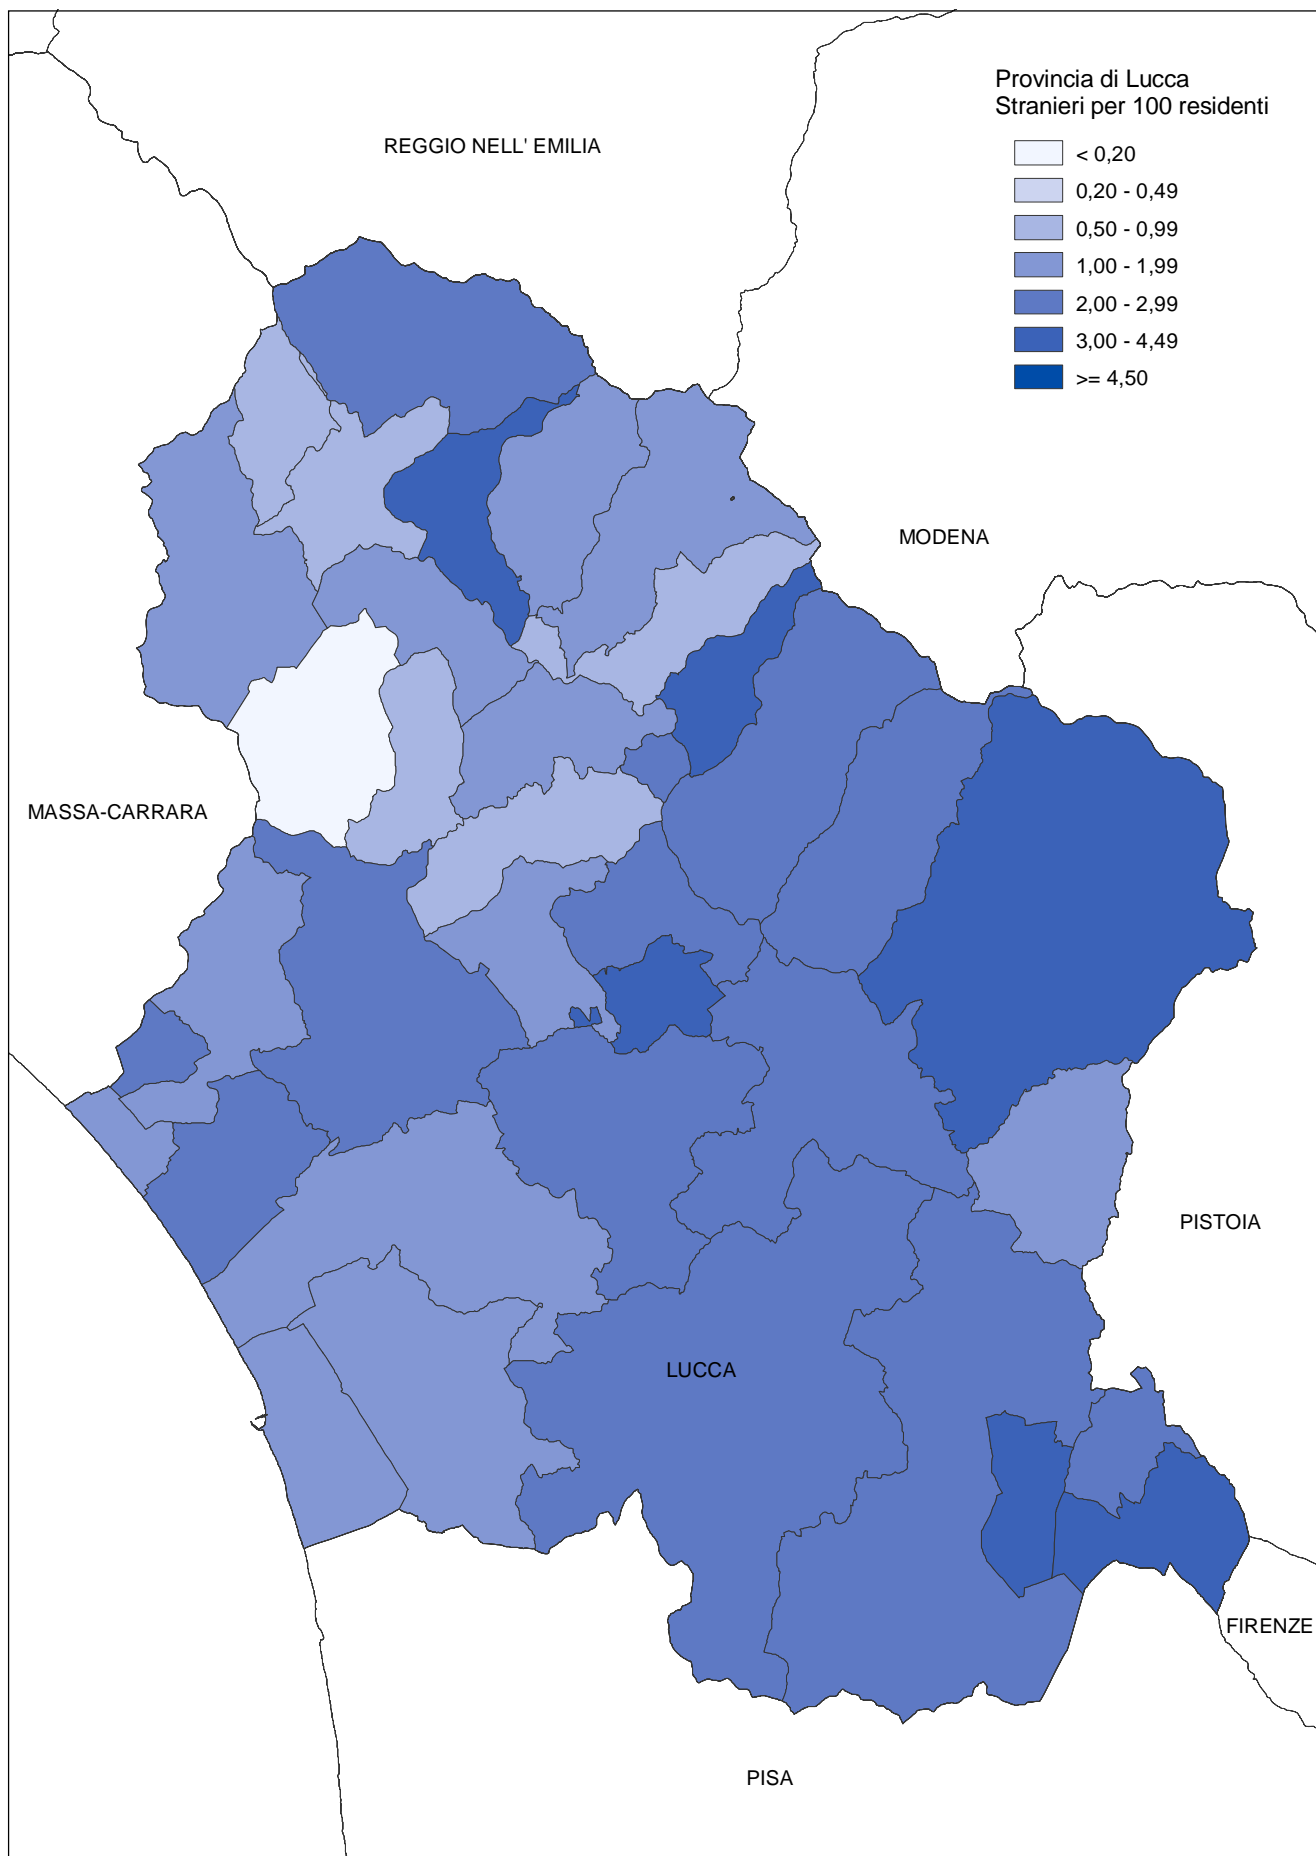 Provincia di Lucca
Stranieri per 100 residenti
< 0,20
0,20 - 0,49
0,50 - 0,99
1,00 - 1,99
2,00 - 2,99
3,00 - 4,49
>= 4,50
REGGIO NELL' EMILIA
MODENA
MASSA-CARRARA
PISTOIA
LUCCA
FIRENZE
PISA